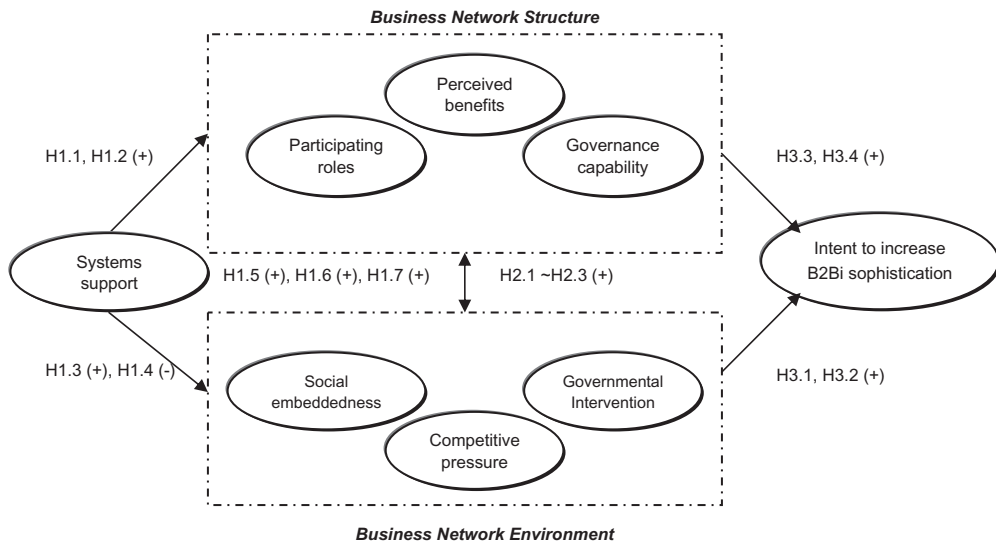 Business Network Structure
Perceived
benefits
Participating
roles
Governance
capability
H1.1, H1.2 (+)
H3.3, H3.4 (+)
Systems
support
H1.5 (+), H1.6 (+), H1.7 (+)
H2.1 ~H2.3 (+)
Intent to increase
B2Bi sophistication
H1.3 (+), H1.4 (-)
H3.1, H3.2 (+)
Social
embeddedness
Governmental
Intervention
Competitive
pressure
Business Network Environment